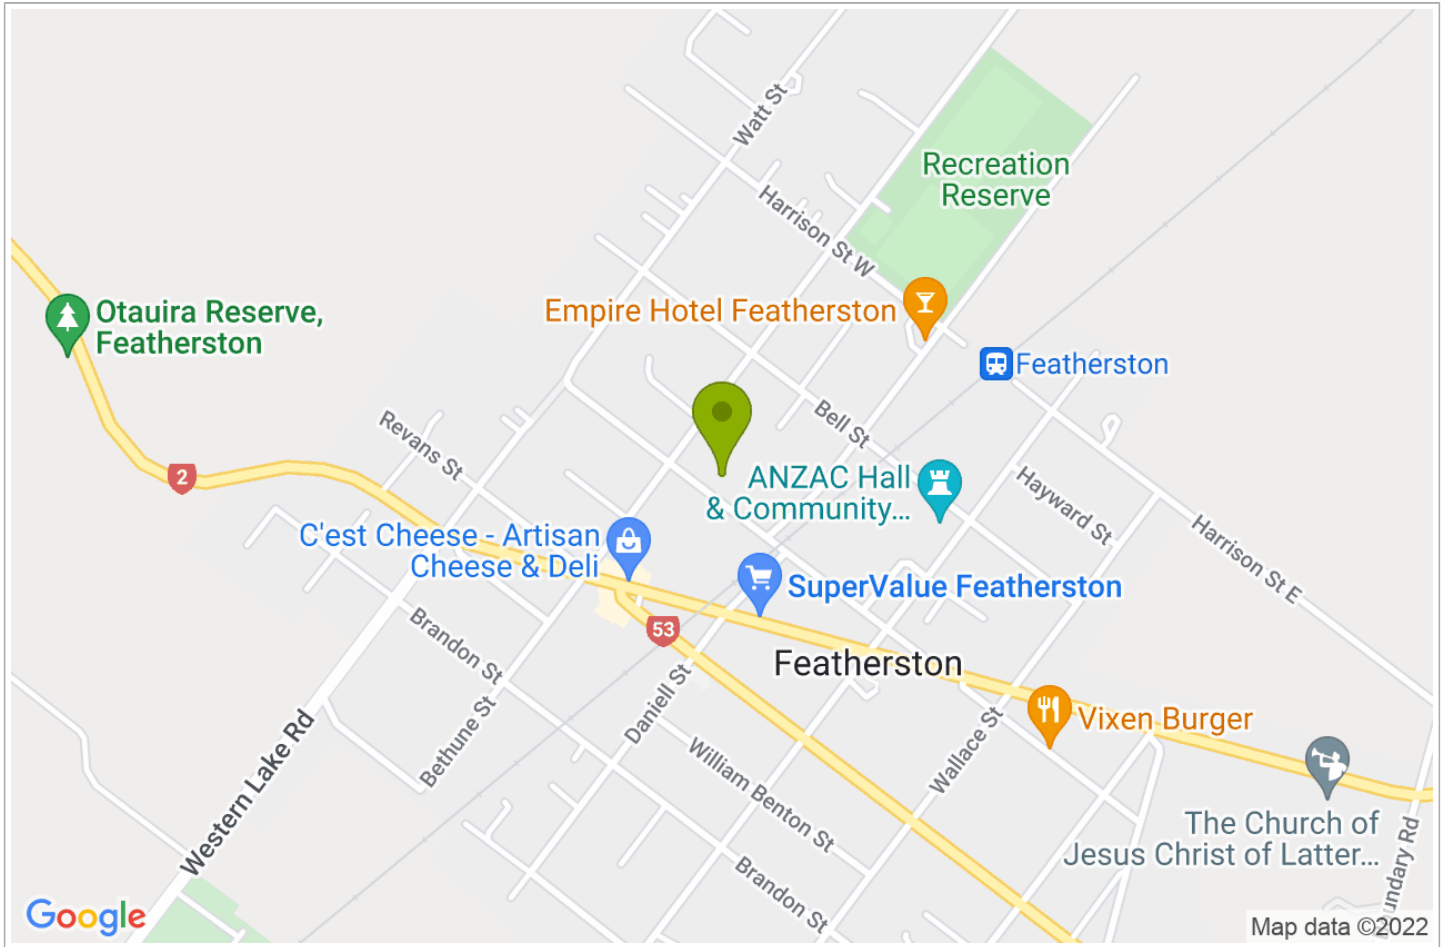 Watt St
Recreation
Reserve
Harrison St W
Otauira Reserve,
Featherston
Empire Hotel Featherston
Featherston
Bell St
Revans St
2
ANZAC Hall
& Community...
Hayward St
C'est Cheese - Artisan
Cheese & Deli
Harrison St E
SuperValue Featherston
53
Brandon St
Featherston
Daniell St
Bethune St
Vixen Burger
Western Lake Rd
Wallace St
William Benton St
The Church of
Jesus Christ of Latter...
Brandon St
Google
Map data ©2022